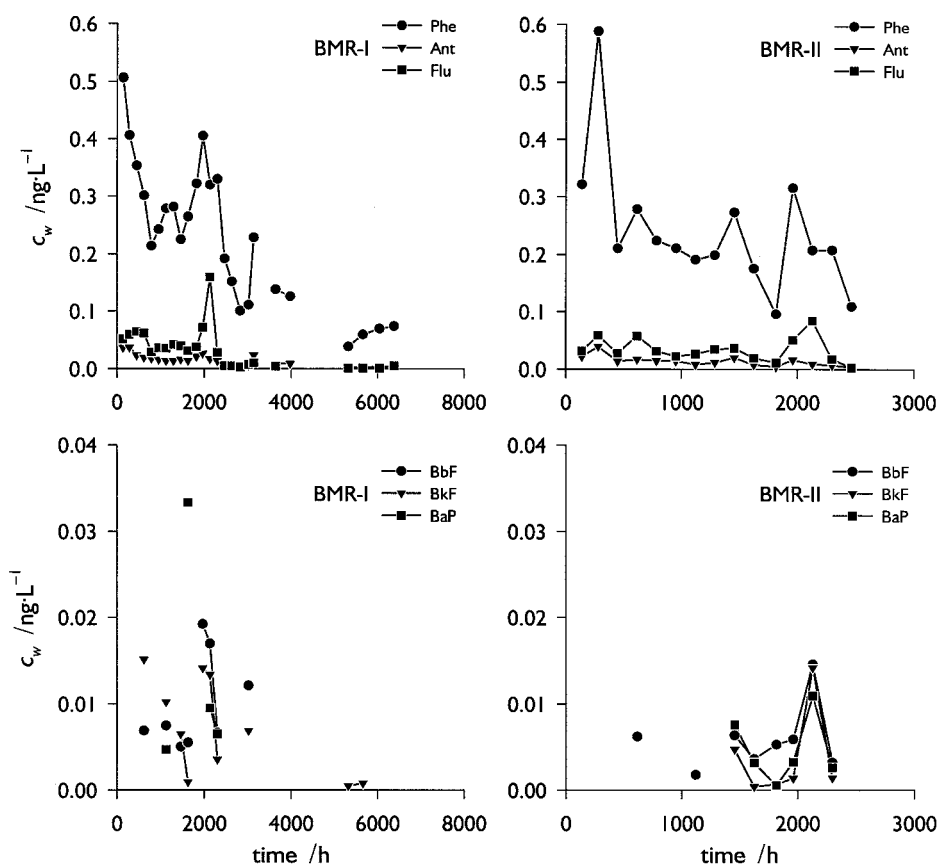 0.6
0.5
0.4
0.3
0.2
0.1
0.0
c_w /ng·L⁻¹
BMR-I
Phe
Ant
Flu
0 2000 4000 6000 8000
0.6
0.5
0.4
0.3
0.2
0.1
0.0
BMR-II
Phe
Ant
Flu
0 1000 2000 3000
0.04
0.03
0.02
0.01
0.00
c_w /ng·L⁻¹
BMR-I
BbF
BkF
BaP
0 2000 4000 6000 8000
time /h
0.04
0.03
0.02
0.01
0.00
BMR-II
BbF
BkF
BaP
0 1000 2000 3000
time /h